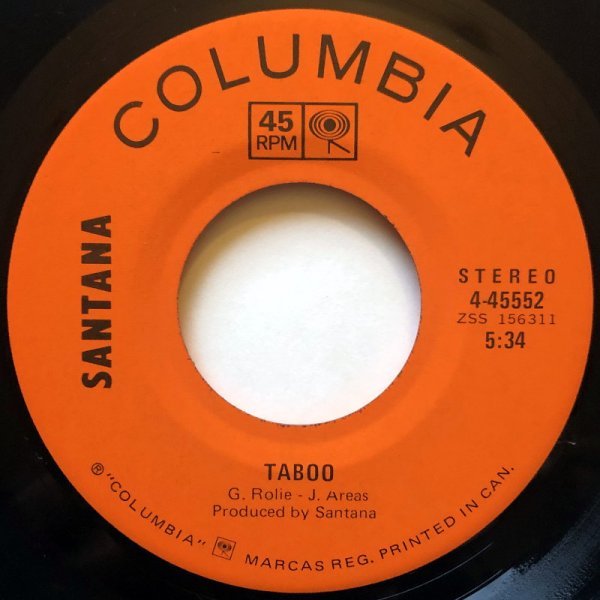 COLUMBIA
45
RPM
SANTANA
STEREO
4-45552
ZSS 156311
5:34
TABOO
G. Rolie - J. Areas
Produced by Santana
℗ "COLUMBIA" MARCAS REG. PRINTED IN CAN.